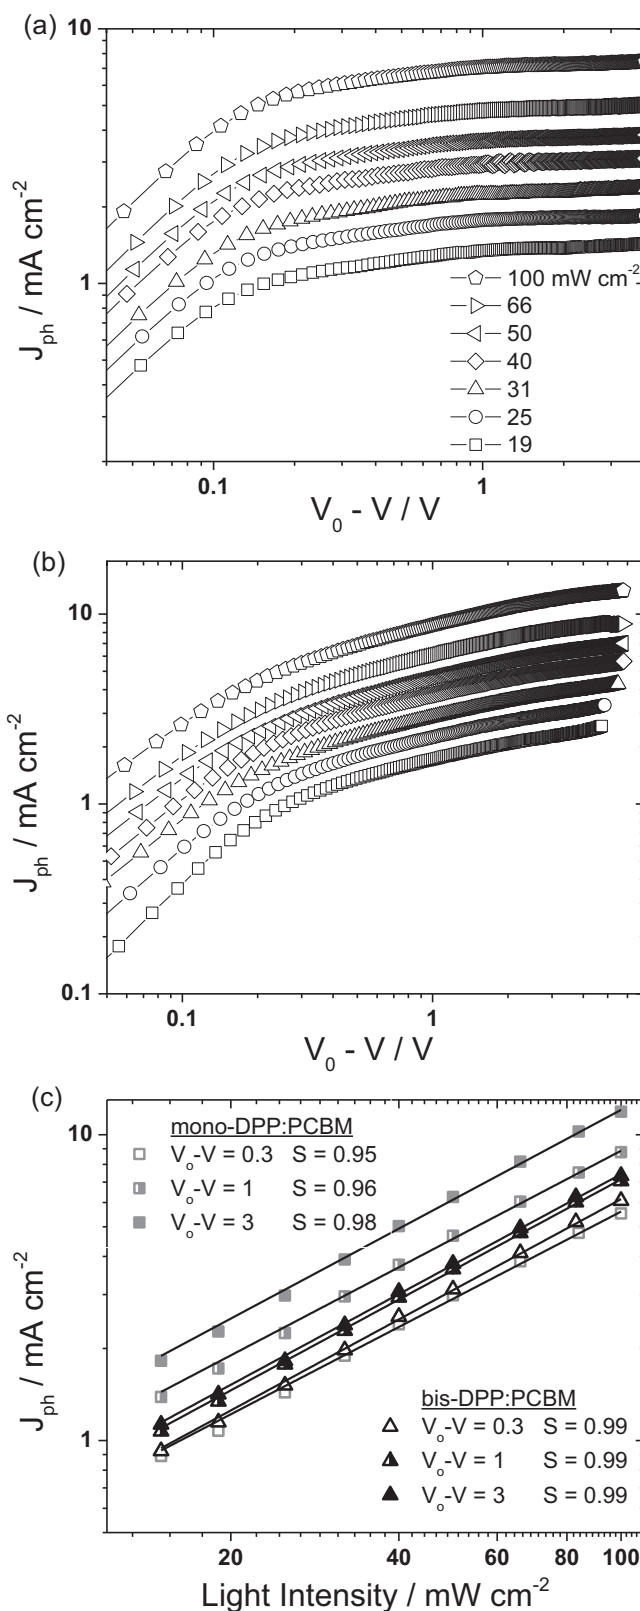 (a)
10
1
J_ph / mA cm^-2
100 mW cm^-2
66
50
40
31
25
19
0.1 1
V_0 - V / V
(b)
10
1
0.1
J_ph / mA cm^-2
0.1 1
V_0 - V / V
(c)
10
1
J_ph / mA cm^-2
mono-DPP:PCBM
V_o-V = 0.3 S = 0.95
V_o-V = 1 S = 0.96
V_o-V = 3 S = 0.98
bis-DPP:PCBM
V_o-V = 0.3 S = 0.99
V_o-V = 1 S = 0.99
V_o-V = 3 S = 0.99
20 40 60 80 100
Light Intensity / mW cm^-2